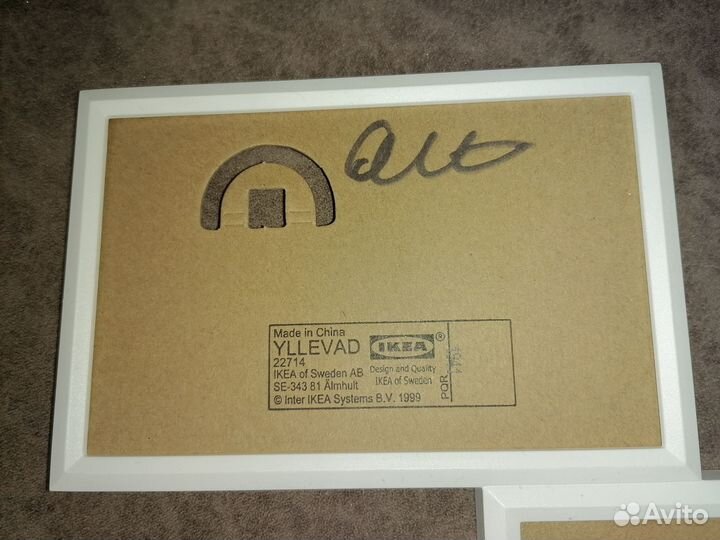 Made in China
YLLEVAD
22714
IKEA of Sweden AB
SE-343 81 Älmhult
© Inter IKEA Systems B.V. 1999
IKEA ®
Design and Quality
IKEA of Sweden
PQR
Avito